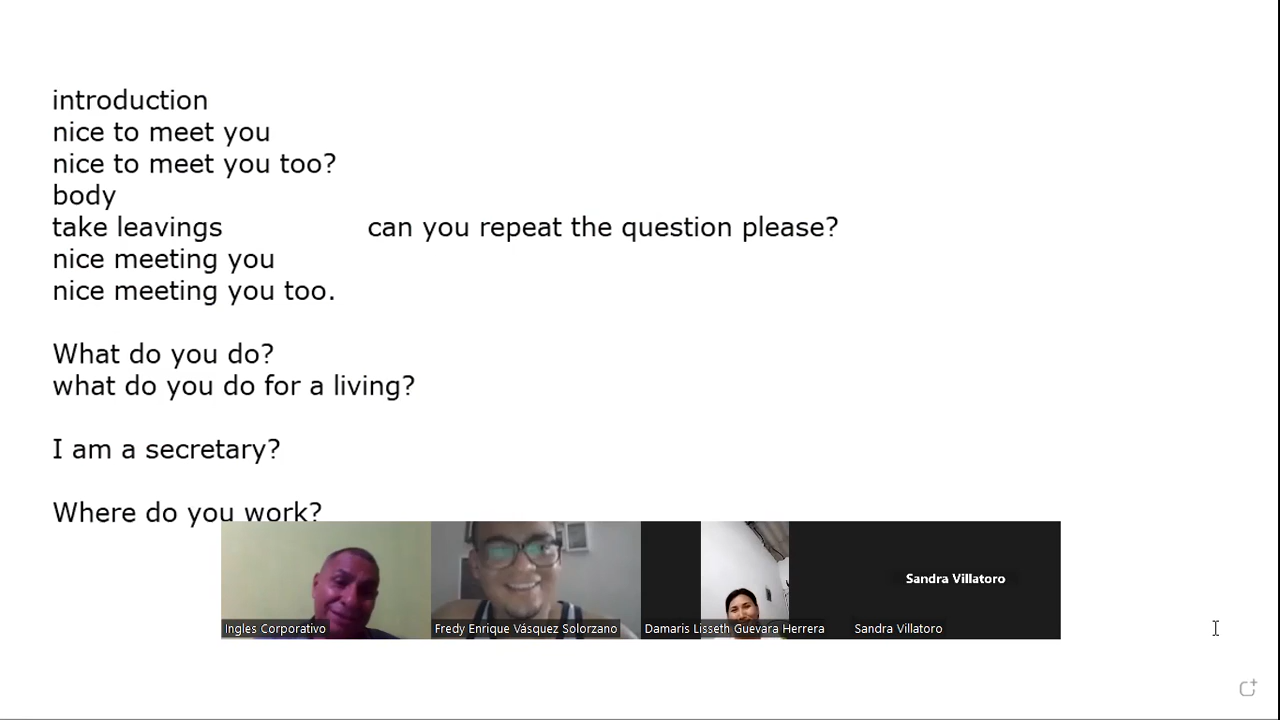 introduction
nice to meet you
nice to meet you too?
body
take leavings can you repeat the question please?
nice meeting you
nice meeting you too.
What do you do?
what do you do for a living?
I am a secretary?
Where do you work?
Sandra Villatoro
Ingles Corporativo
Fredy Enrique Vásquez Solorzano
Damaris Lisseth Guevara Herrera
Sandra Villatoro